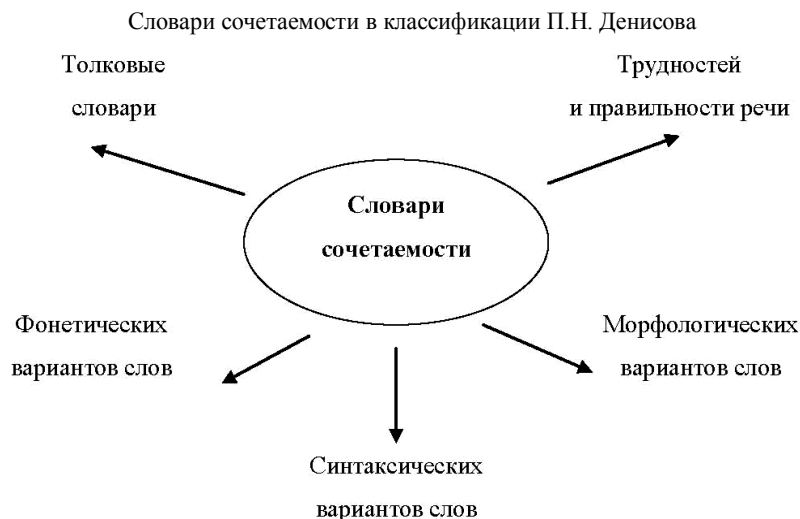 Словари сочетаемости в классификации П.Н. Денисова
Толковые
словари
Трудностей
и правильности речи
Словари
сочетаемости
Фонетических
вариантов слов
Морфологических
вариантов слов
Синтаксических
вариантов слов